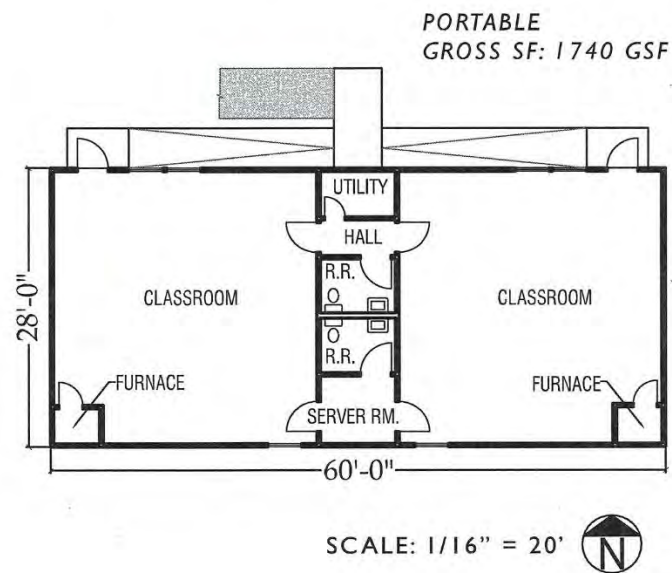 PORTABLE
GROSS SF: 1740 GSF
UTILITY
HALL
R.R.
CLASSROOM
CLASSROOM
28'-0"
R.R.
FURNACE
FURNACE
SERVER RM.
60'-0"
SCALE: 1/16” = 20'
N